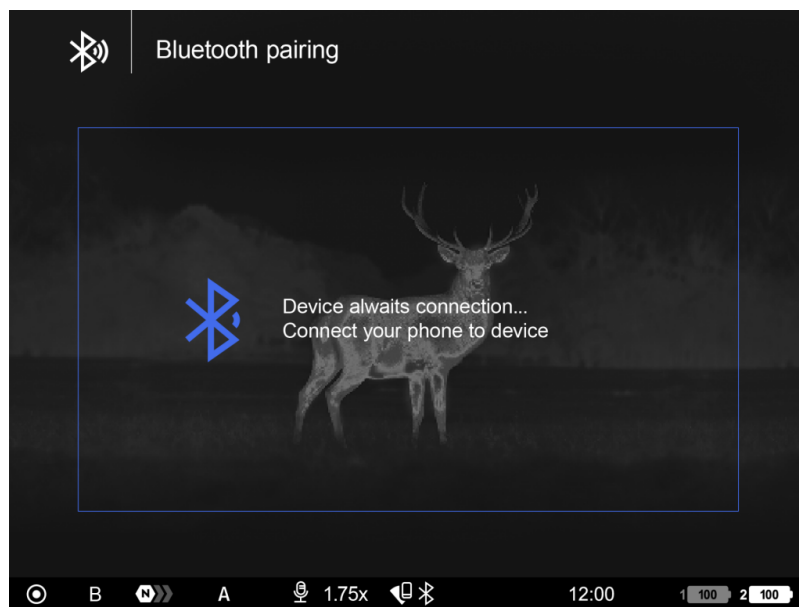 Bluetooth pairing
Device alwaits connection...
Connect your phone to device
B N A 1.75x 12:00 1 100 2 100